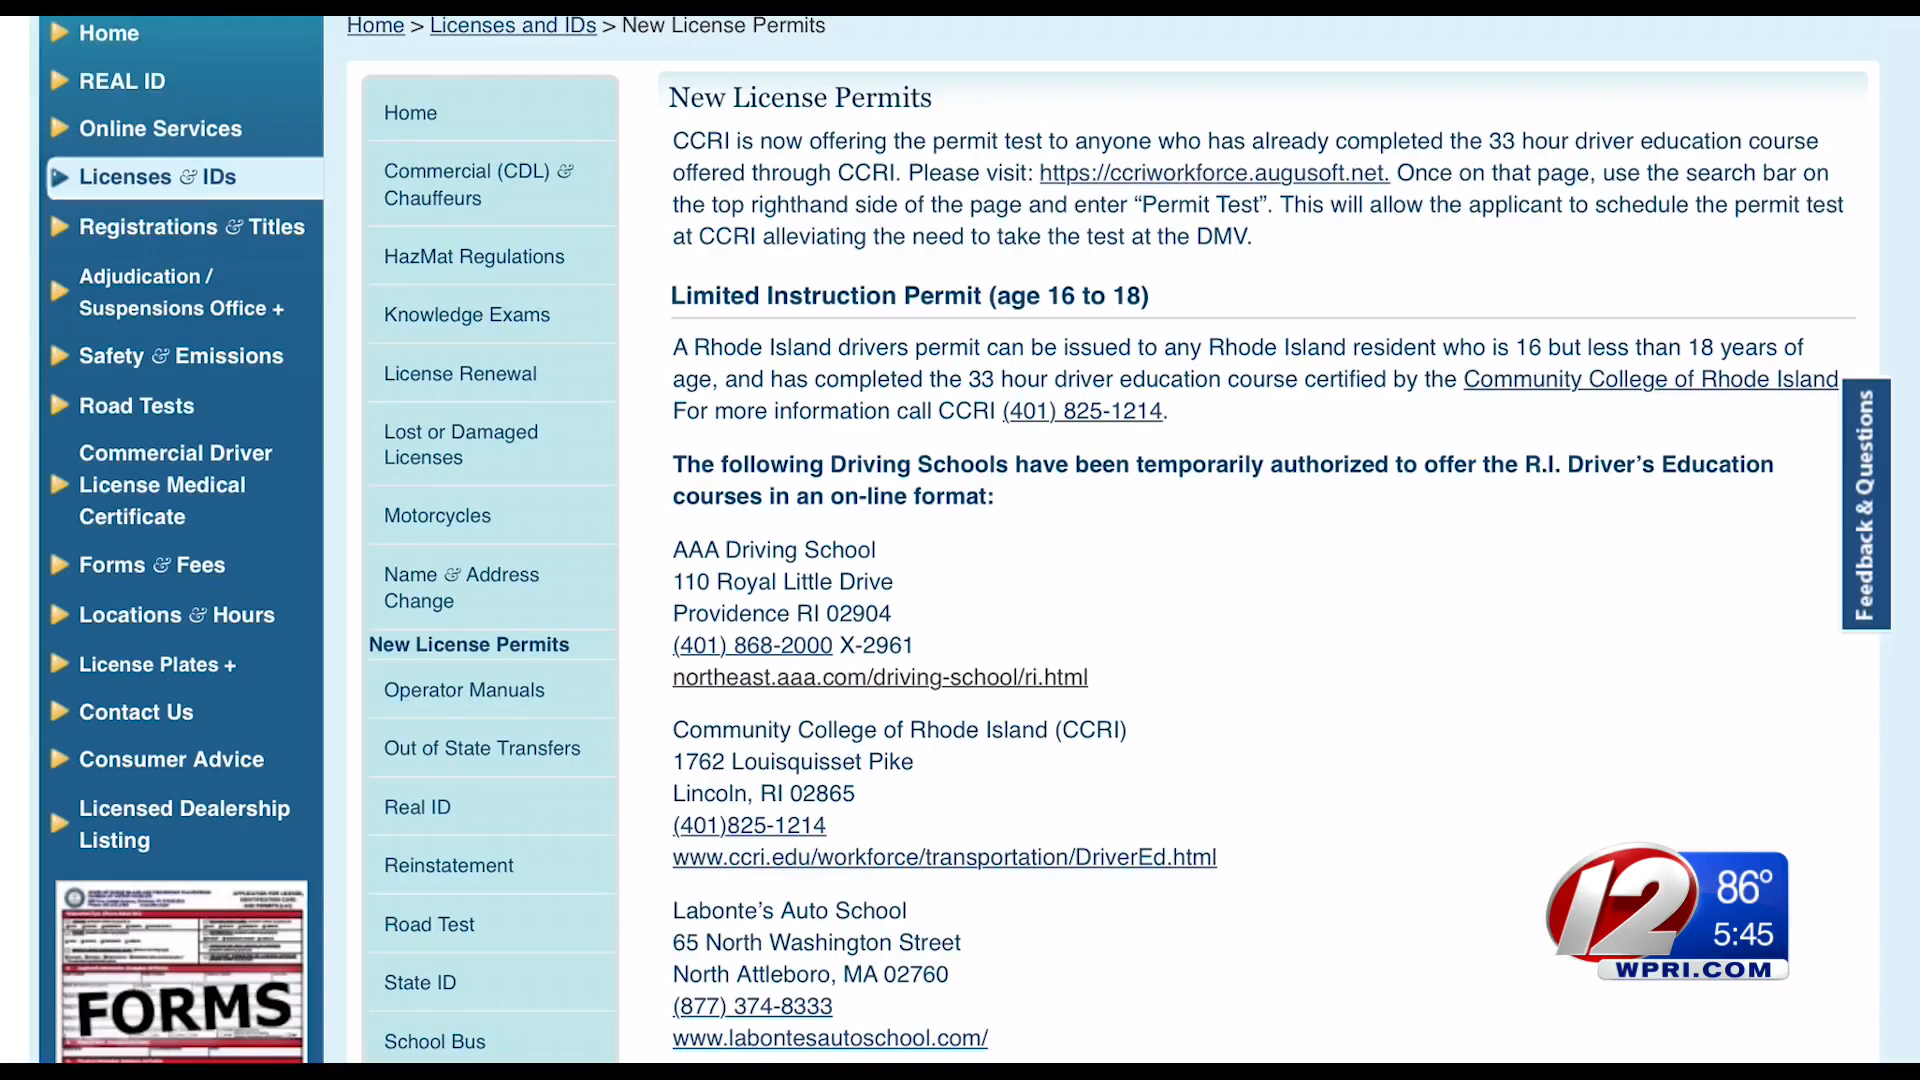 Home
REAL ID
Online Services
Licenses & IDs
Registrations & Titles
Adjudication /
Suspensions Office +
Safety & Emissions
Road Tests
Commercial Driver
License Medical
Certificate
Forms & Fees
Locations & Hours
License Plates +
Contact Us
Consumer Advice
Licensed Dealership
Listing
FORMS
Home > Licenses and IDs > New License Permits
Home
Commercial (CDL) &
Chauffeurs
HazMat Regulations
Knowledge Exams
License Renewal
Lost or Damaged
Licenses
Motorcycles
Name & Address
Change
New License Permits
Operator Manuals
Out of State Transfers
Real ID
Reinstatement
Road Test
State ID
School Bus
New License Permits
CCRI is now offering the permit test to anyone who has already completed the 33 hour driver education course
offered through CCRI. Please visit: https://ccriworkforce.augusoft.net. Once on that page, use the search bar on
the top righthand side of the page and enter “Permit Test”. This will allow the applicant to schedule the permit test
at CCRI alleviating the need to take the test at the DMV.
Limited Instruction Permit (age 16 to 18)
A Rhode Island drivers permit can be issued to any Rhode Island resident who is 16 but less than 18 years of
age, and has completed the 33 hour driver education course certified by the Community College of Rhode Island
For more information call CCRI (401) 825-1214.
The following Driving Schools have been temporarily authorized to offer the R.I. Driver’s Education
courses in an on-line format:
AAA Driving School
110 Royal Little Drive
Providence RI 02904
(401) 868-2000 X-2961
northeast.aaa.com/driving-school/ri.html
Community College of Rhode Island (CCRI)
1762 Louisquisset Pike
Lincoln, RI 02865
(401)825-1214
www.ccri.edu/workforce/transportation/DriverEd.html
Labonte’s Auto School
65 North Washington Street
North Attleboro, MA 02760
(877) 374-8333
www.labontesautoschool.com/
Feedback & Questions
12
86°
5:45
WPRI.COM